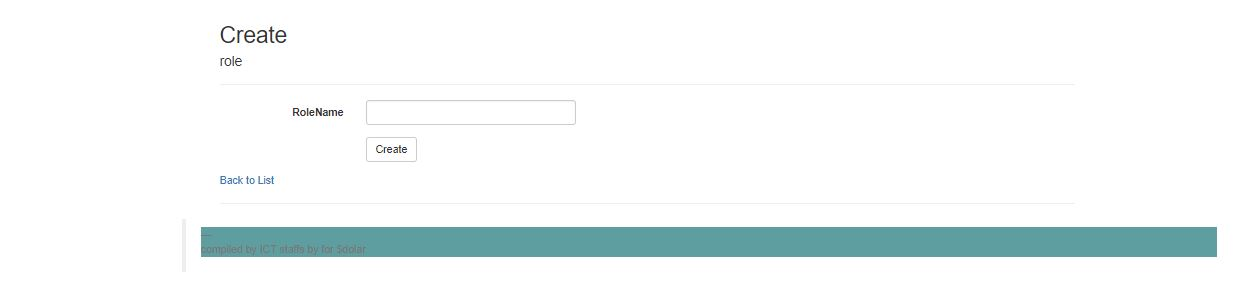 Create
role
RoleName
Create
Back to List
—
compiled by ICT staffs by for $dolar